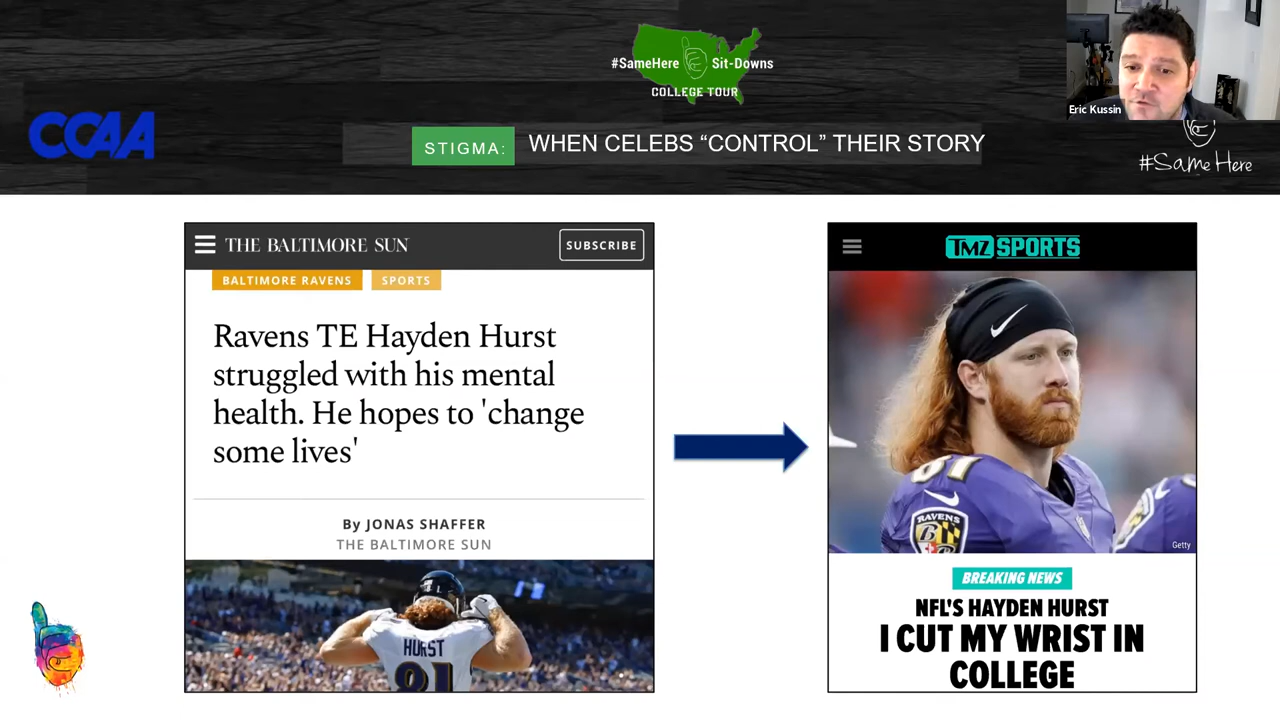 #SameHere Sit-Downs
COLLEGE TOUR
Eric Kussin
CCAA
STIGMA: WHEN CELEBS “CONTROL” THEIR STORY
#SameHere
THE BALTIMORE SUN
SUBSCRIBE
BALTIMORE RAVENS SPORTS
Ravens TE Hayden Hurst
struggled with his mental
health. He hopes to 'change
some lives'
By JONAS SHAFFER
THE BALTIMORE SUN
HURST
81
TMZ SPORTS
81
RAVENS
B
Getty
BREAKING NEWS
NFL'S HAYDEN HURST
I CUT MY WRIST IN
COLLEGE